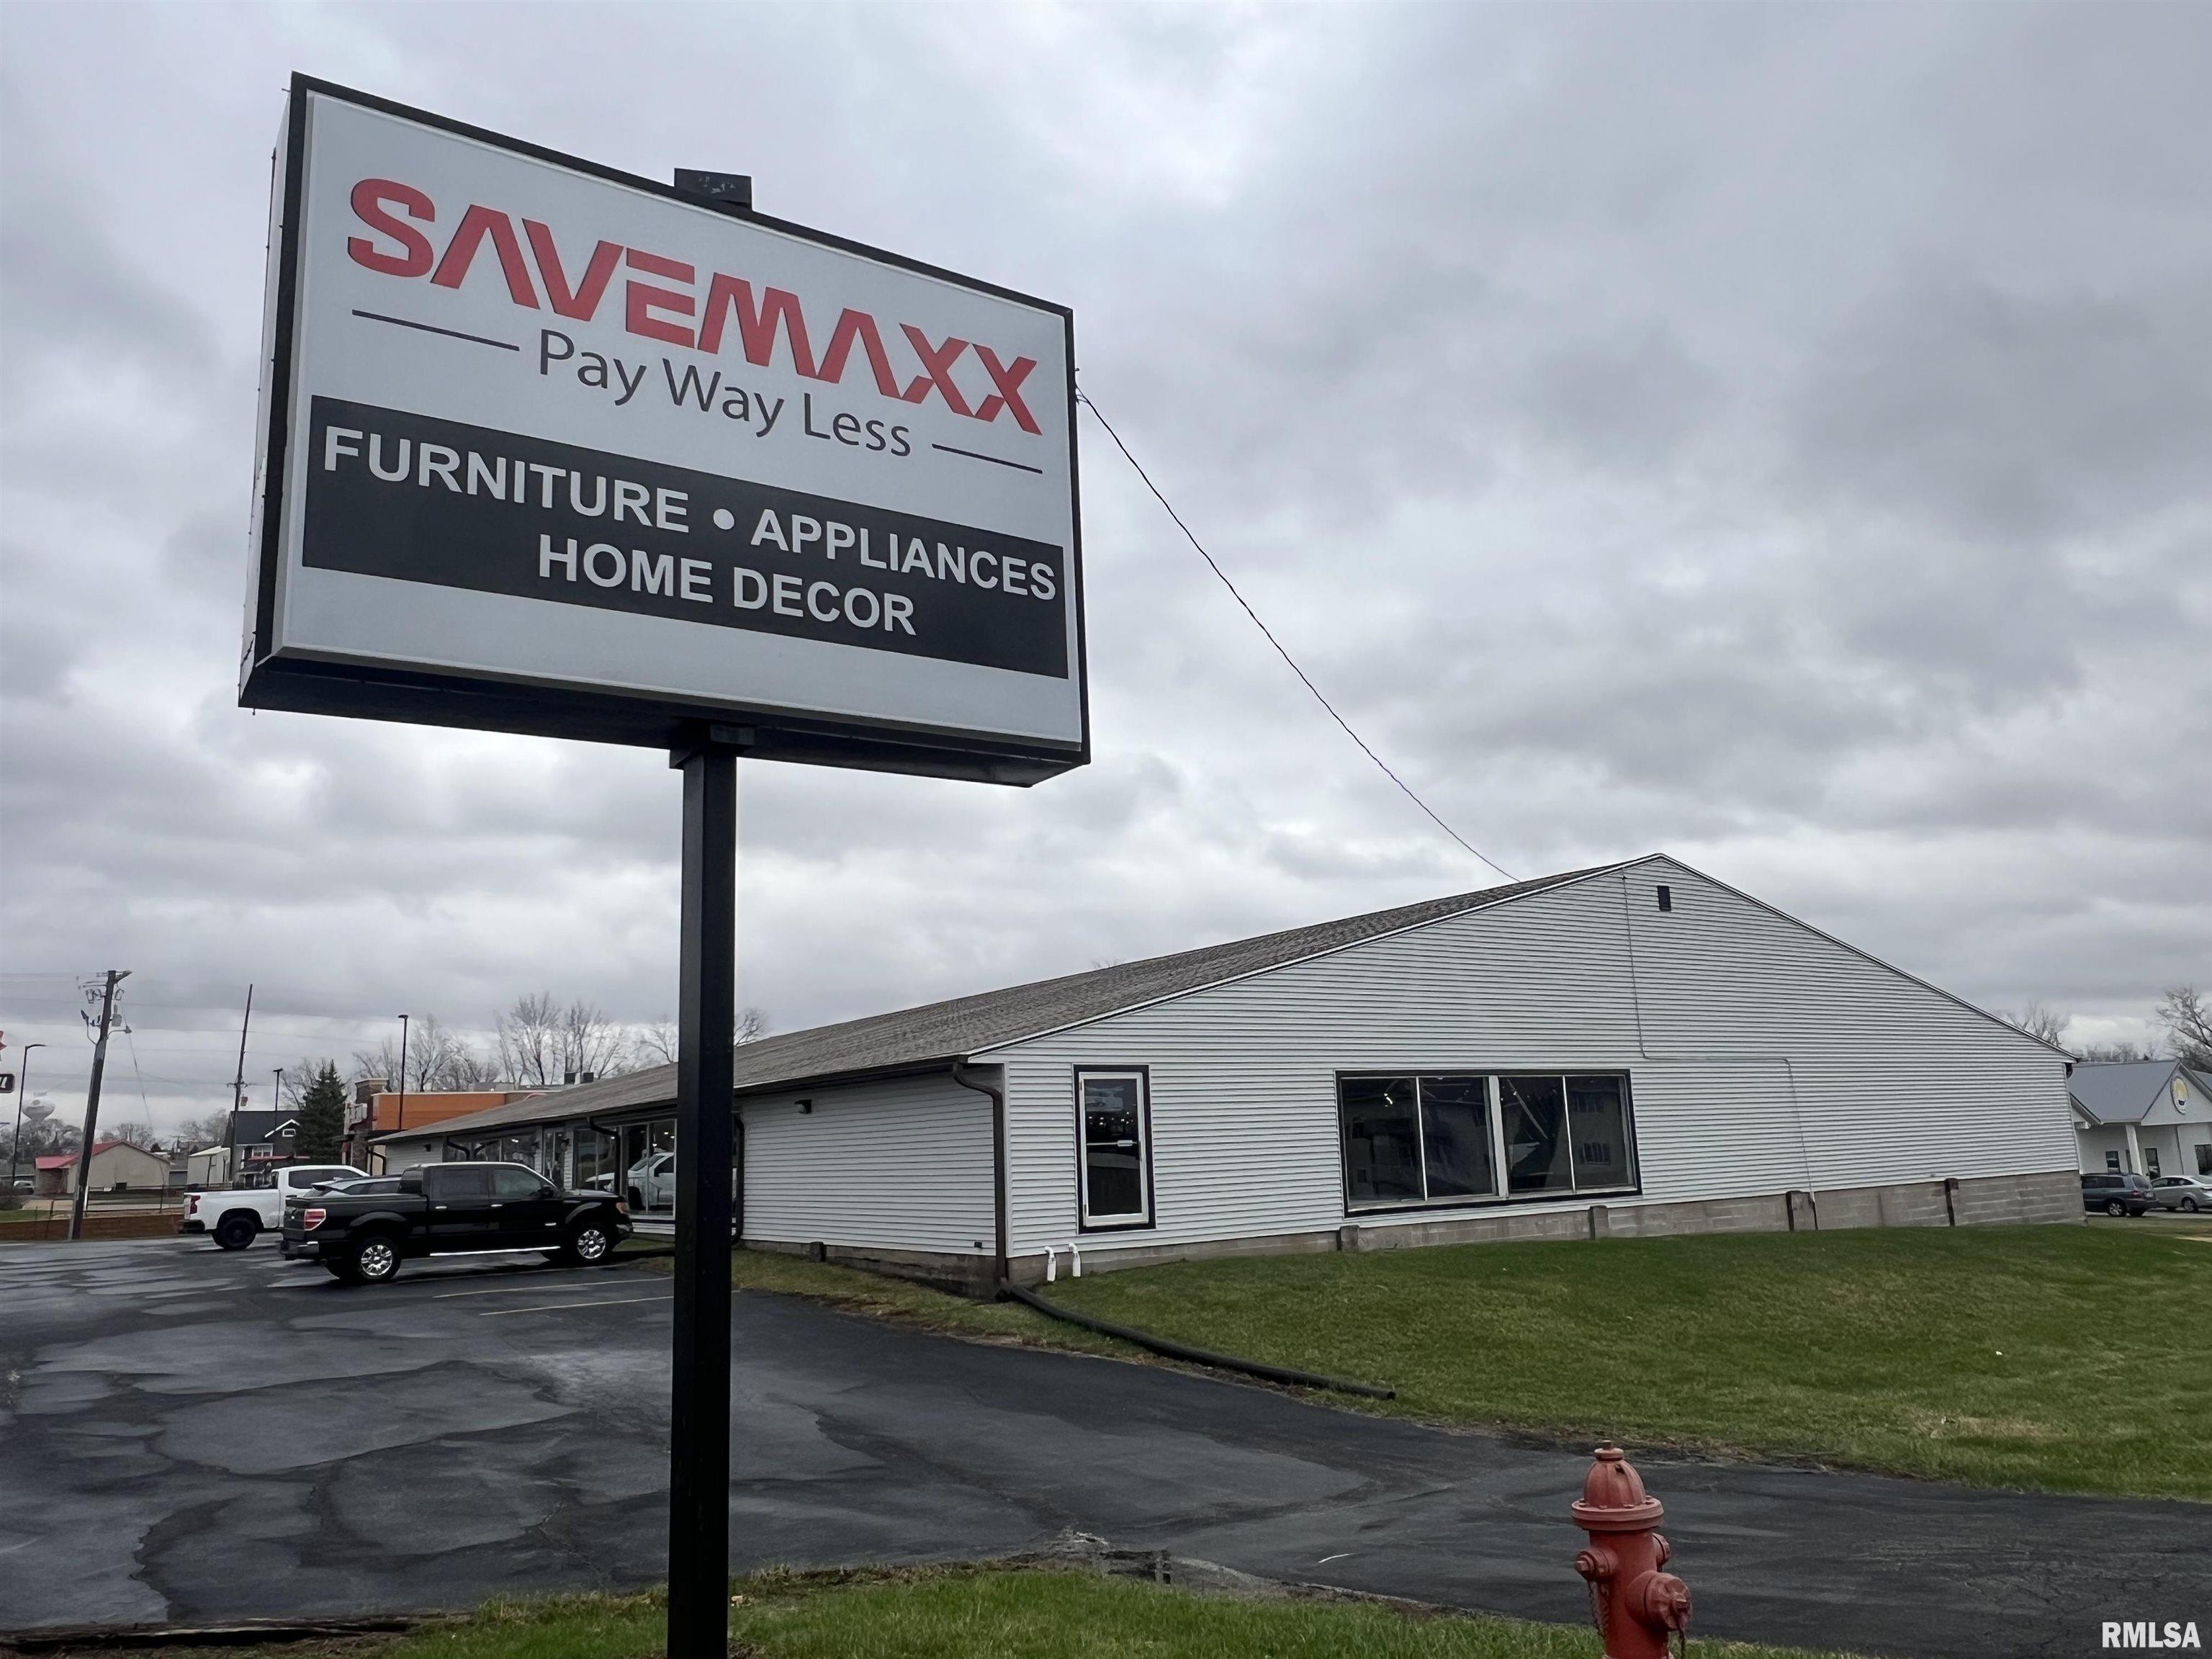 SAVEMAXX
Pay Way Less
FURNITURE • APPLIANCES
HOME DECOR
RMLSA